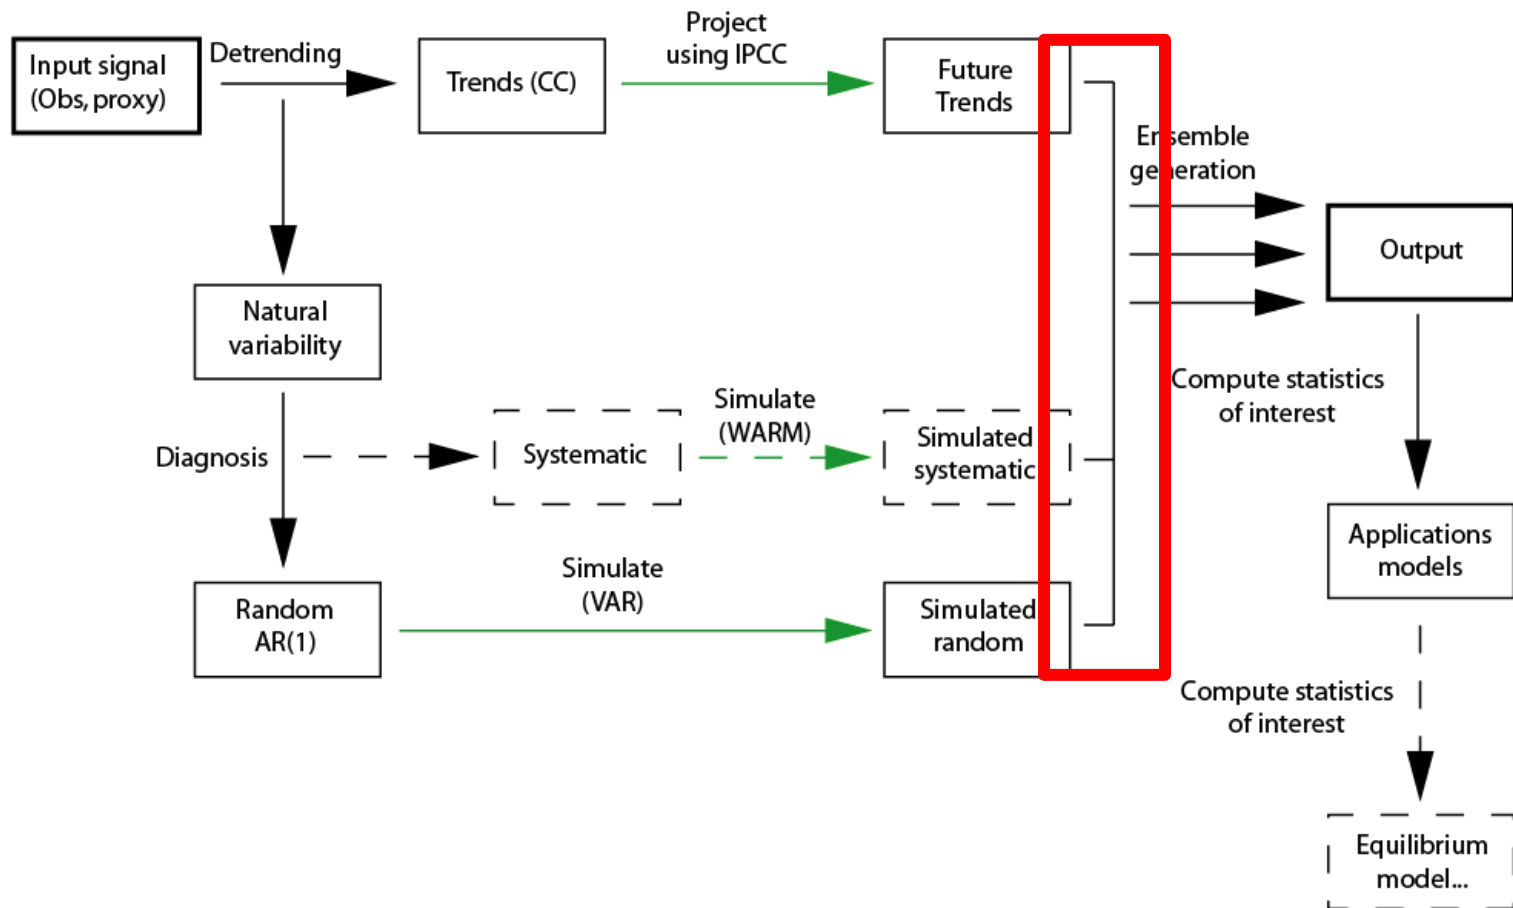 Input signal
(Obs, proxy)
Detrending
Trends (CC)
Project
using IPCC
Future
Trends
Ensemble
generation
Output
Natural
variability
Compute statistics
of interest
Diagnosis
Systematic
Simulate
(WARM)
Simulated
systematic
Applications
models
Random
AR(1)
Simulate
(VAR)
Simulated
random
Compute statistics
of interest
Equilibrium
model...